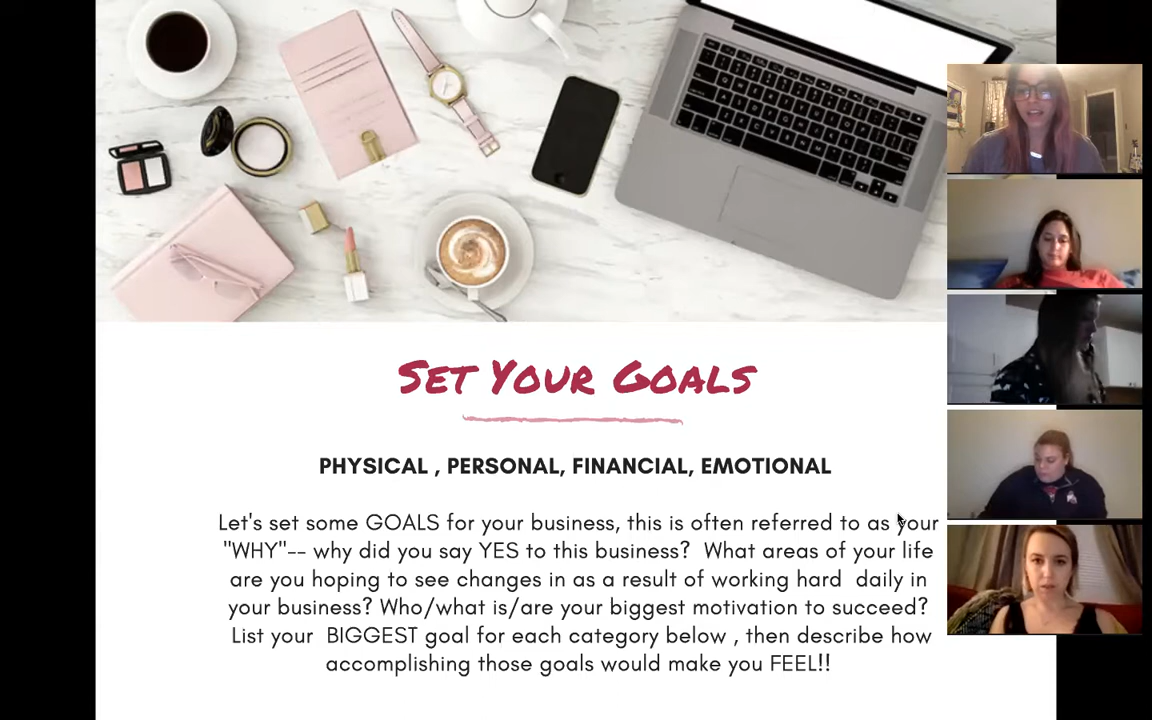 Set Your Goals
PHYSICAL , PERSONAL, FINANCIAL, EMOTIONAL
Let's set some GOALS for your business, this is often referred to as your
"WHY"-- why did you say YES to this business?  What areas of your life
are you hoping to see changes in as a result of working hard  daily in
your business? Who/what is/are your biggest motivation to succeed?
List your  BIGGEST goal for each category below , then describe how
accomplishing those goals would make you FEEL!!